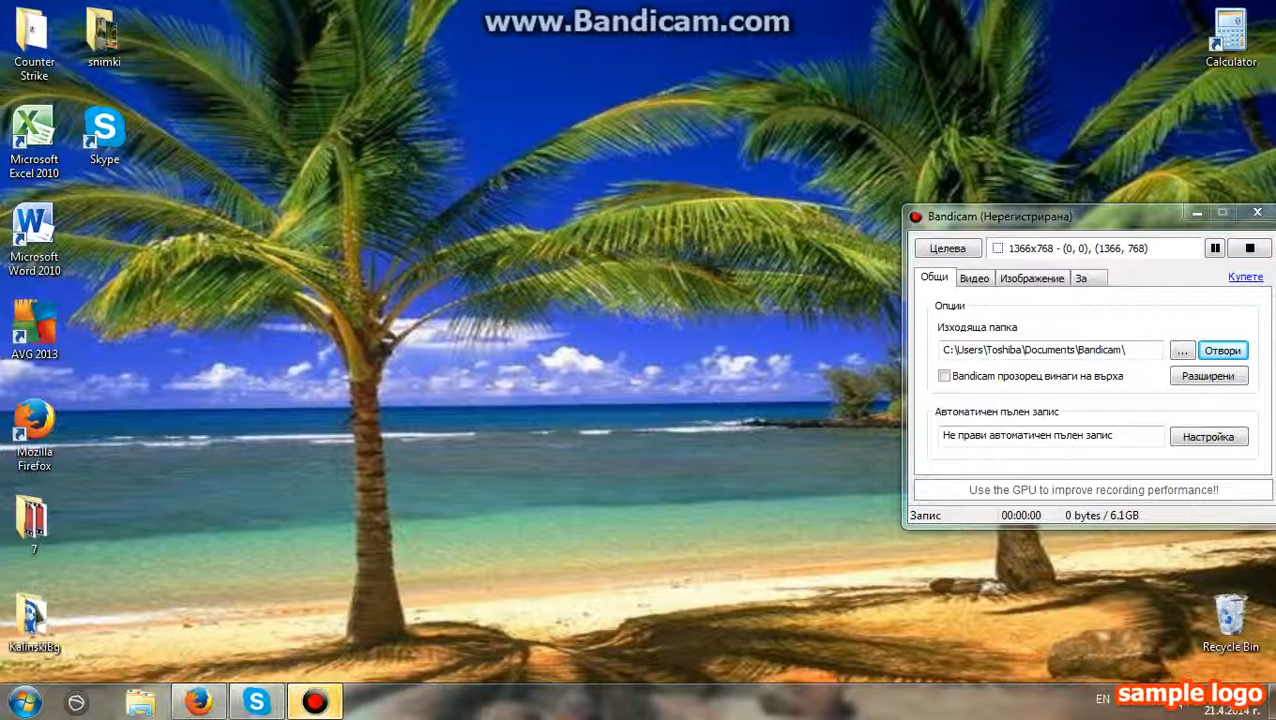 www.Bandicam.com
Counter
Strike
snimki
Calculator
Microsoft
Excel 2010
Skype
Microsoft
Word 2010
AVG 2013
Mozilla
Firefox
7
KalinskiBg
Bandicam (Нерегистрирана)
Целева
1366x768 - (0, 0), (1366, 768)
Общи
Видео
Изображение
За
Купете
Опции
Изходяща папка
C:\Users\Toshiba\Documents\Bandicam\
...
Отвори
Bandicam прозорец винаги на върха
Разширени
Автоматичен пълен запис
Не прави автоматичен пълен запис
Настройка
Use the GPU to improve recording performance!!
Запис
00:00:00
0 bytes / 6.1GB
Recycle Bin
EN
sample logo
21.4.2014 г.